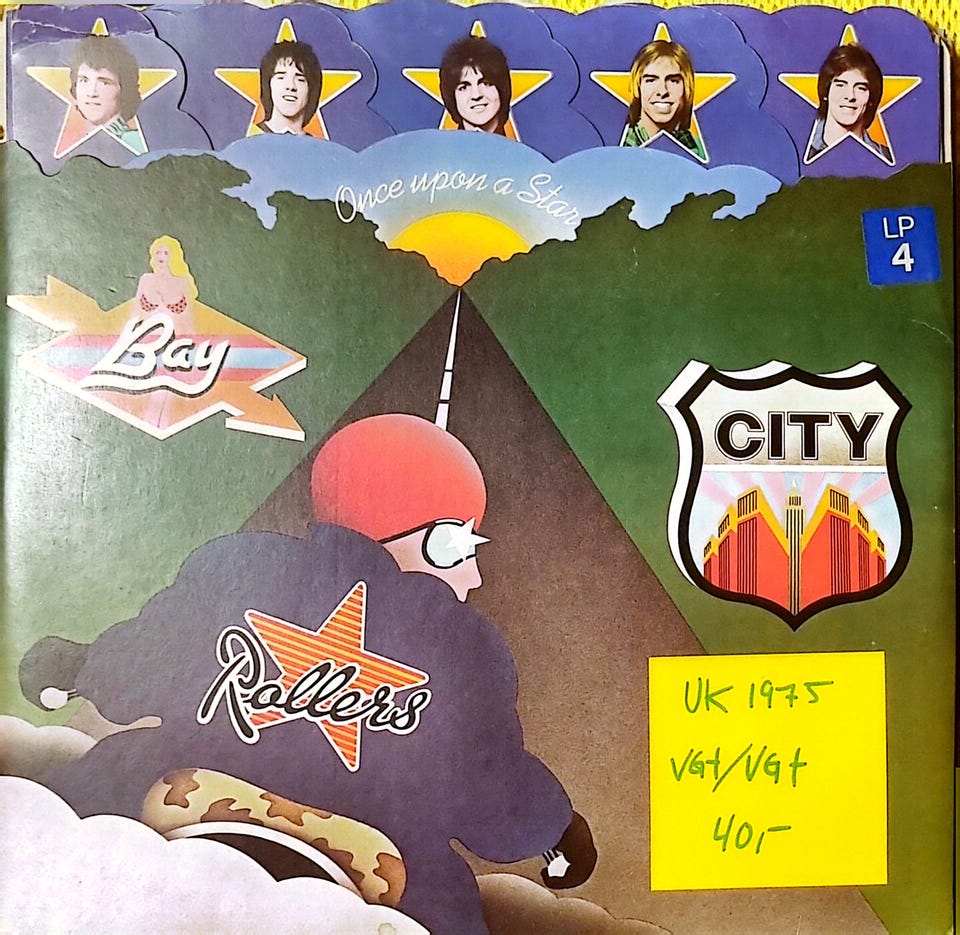 Once upon a Star
LP
4
Bay
CITY
Rollers
UK 1975
VG+/VG+
40,-